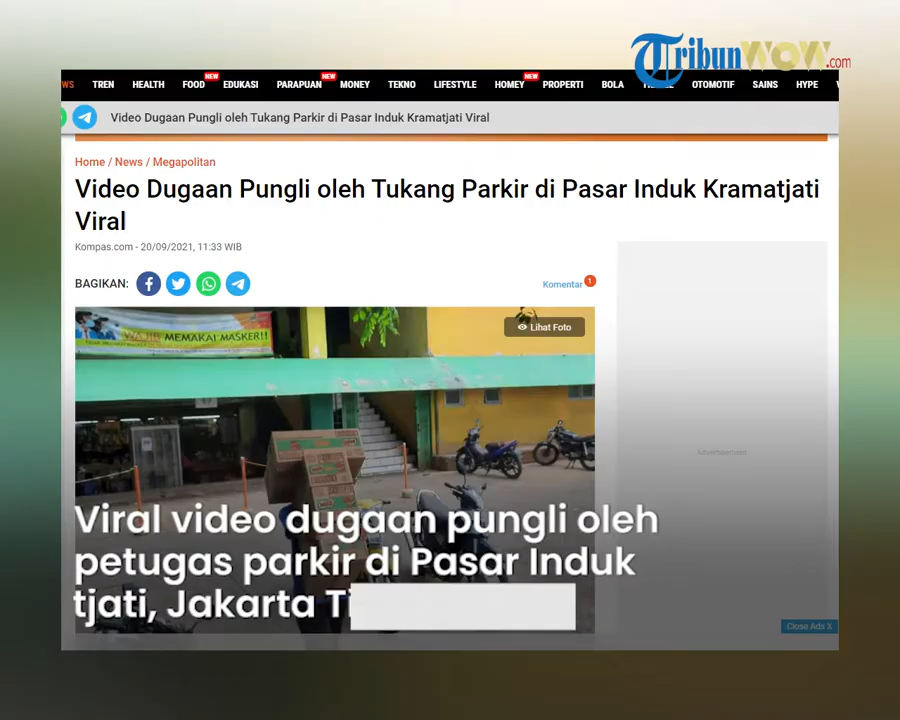 TribunWOW.com
WS TREN HEALTH FOOD NEW EDUKASI PARAPUAN NEW MONEY TEKNO LIFESTYLE HOMEY NEW PROPERTI BOLA OTOMOTIF SAINS HYPE
Video Dugaan Pungli oleh Tukang Parkir di Pasar Induk Kramatjati Viral
Home / News / Megapolitan
Video Dugaan Pungli oleh Tukang Parkir di Pasar Induk Kramatjati
Viral
Kompas.com - 20/09/2021, 11:33 WIB
BAGIKAN:
Komentar 1
Lihat Foto
WAJIB MEMAKAI MASKER!!
Advertisement
Viral video dugaan pungli oleh
petugas parkir di Pasar Induk
tjati, Jakarta Ti
Close Ads X